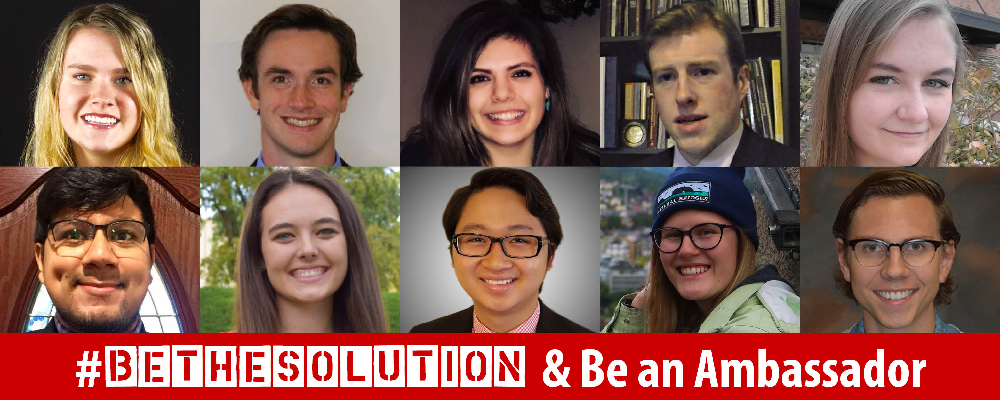 NATURAL BRIDGES
#BETHESOLUTION & Be an Ambassador